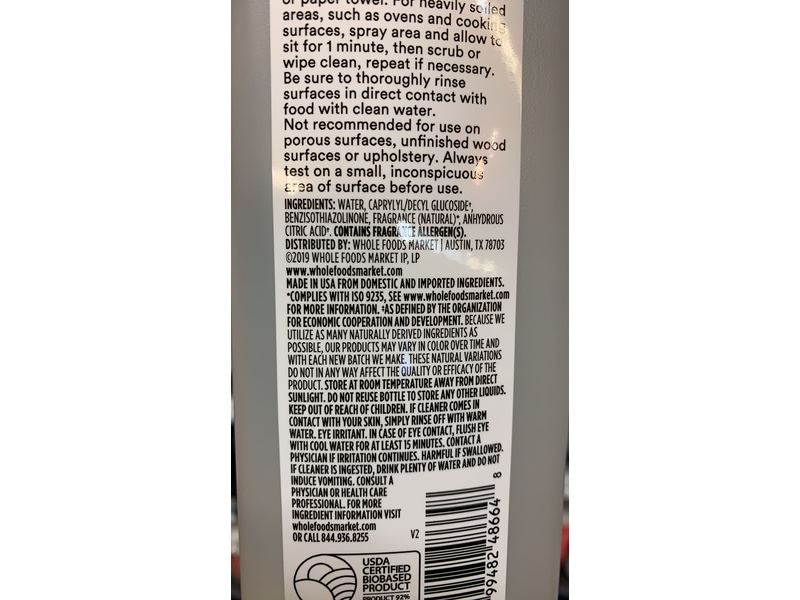 or paper towel. For heavily soiled
areas, such as ovens and cooking
surfaces, spray area and allow to
sit for 1 minute, then scrub or
wipe clean, repeat if necessary.
Be sure to thoroughly rinse
surfaces in direct contact with
food with clean water.
Not recommended for use on
porous surfaces, unfinished wood
surfaces or upholstery. Always
test on a small, inconspicuous
area of surface before use.
INGREDIENTS: WATER, CAPRYLYL/DECYL GLUCOSIDE‡,
BENZISOTHIAZOLINONE, FRAGRANCE (NATURAL)*, ANHYDROUS
CITRIC ACID‡. CONTAINS FRAGRANCE ALLERGEN(S).
DISTRIBUTED BY: WHOLE FOODS MARKET | AUSTIN, TX 78703
©2019 WHOLE FOODS MARKET IP, LP
www.wholefoodsmarket.com
MADE IN USA FROM DOMESTIC AND IMPORTED INGREDIENTS.
*COMPLIES WITH ISO 9235, SEE www.wholefoodsmarket.com
FOR MORE INFORMATION. ‡AS DEFINED BY THE ORGANIZATION
FOR ECONOMIC COOPERATION AND DEVELOPMENT. BECAUSE WE
UTILIZE AS MANY NATURALLY DERIVED INGREDIENTS AS
POSSIBLE, OUR PRODUCTS MAY VARY IN COLOR OVER TIME AND
WITH EACH NEW BATCH WE MAKE. THESE NATURAL VARIATIONS
DO NOT IN ANY WAY AFFECT THE QUALITY OR EFFICACY OF THE
PRODUCT. STORE AT ROOM TEMPERATURE AWAY FROM DIRECT
SUNLIGHT. DO NOT REUSE BOTTLE TO STORE ANY OTHER LIQUIDS.
KEEP OUT OF REACH OF CHILDREN. IF CLEANER COMES IN
CONTACT WITH YOUR SKIN, SIMPLY RINSE OFF WITH WARM
WATER. EYE IRRITANT. IN CASE OF EYE CONTACT, FLUSH EYE
WITH COOL WATER FOR AT LEAST 15 MINUTES. CONTACT A
PHYSICIAN IF IRRITATION CONTINUES. HARMFUL IF SWALLOWED.
IF CLEANER IS INGESTED, DRINK PLENTY OF WATER AND DO NOT
INDUCE VOMITING. CONSULT A
PHYSICIAN OR HEALTH CARE
PROFESSIONAL. FOR MORE
INGREDIENT INFORMATION VISIT
wholefoodsmarket.com
OR CALL 844.936.8255
V2
99482 48664 8
USDA
CERTIFIED
BIOBASED
PRODUCT
PRODUCT 92%